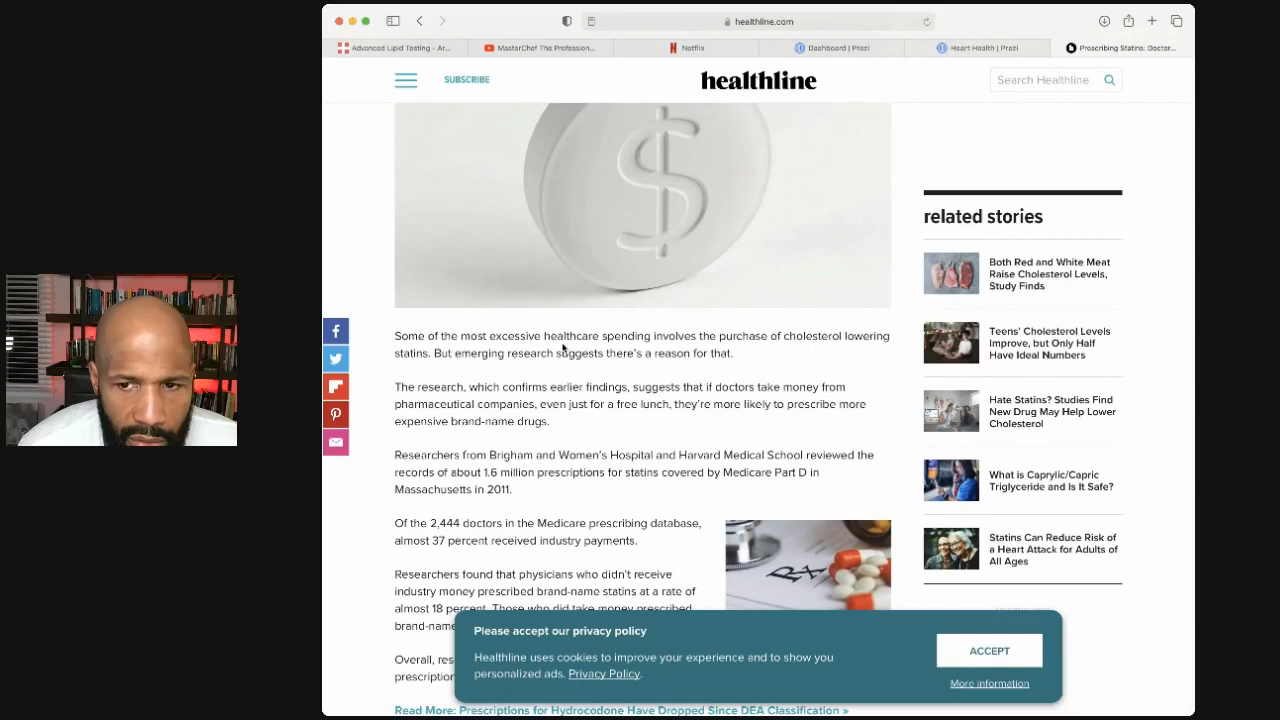 healthline.com
Advanced Lipid Testing - Ar...
MasterChef The Profession...
Netflix
Dashboard | Prezi
Heart Health | Prezi
Prescribing Statins: Doctor...
SUBSCRIBE
healthline
Search Healthline
$
Some of the most excessive healthcare spending involves the purchase of cholesterol lowering
statins. But emerging research suggests there's a reason for that.
The research, which confirms earlier findings, suggests that if doctors take money from
pharmaceutical companies, even just for a free lunch, they're more likely to prescribe more
expensive brand-name drugs.
Researchers from Brigham and Women's Hospital and Harvard Medical School reviewed the
records of about 1.6 million prescriptions for statins covered by Medicare Part D in
Massachusetts in 2011.
Of the 2,444 doctors in the Medicare prescribing database,
almost 37 percent received industry payments.
Researchers found that physicians who didn't receive
industry money prescribed brand-name statins at a rate of
almost 18 percent. Those who did take money prescribed
brand-name
Overall, res
prescription
Read More: Prescriptions for Hydrocodone Have Dropped Since DEA Classification »
Rx
related stories
Both Red and White Meat
Raise Cholesterol Levels,
Study Finds
Teens' Cholesterol Levels
Improve, but Only Half
Have Ideal Numbers
Hate Statins? Studies Find
New Drug May Help Lower
Cholesterol
What is Caprylic/Capric
Triglyceride and Is It Safe?
Statins Can Reduce Risk of
a Heart Attack for Adults of
All Ages
Please accept our privacy policy
Healthline uses cookies to improve your experience and to show you
personalized ads. Privacy Policy.
ACCEPT
More information